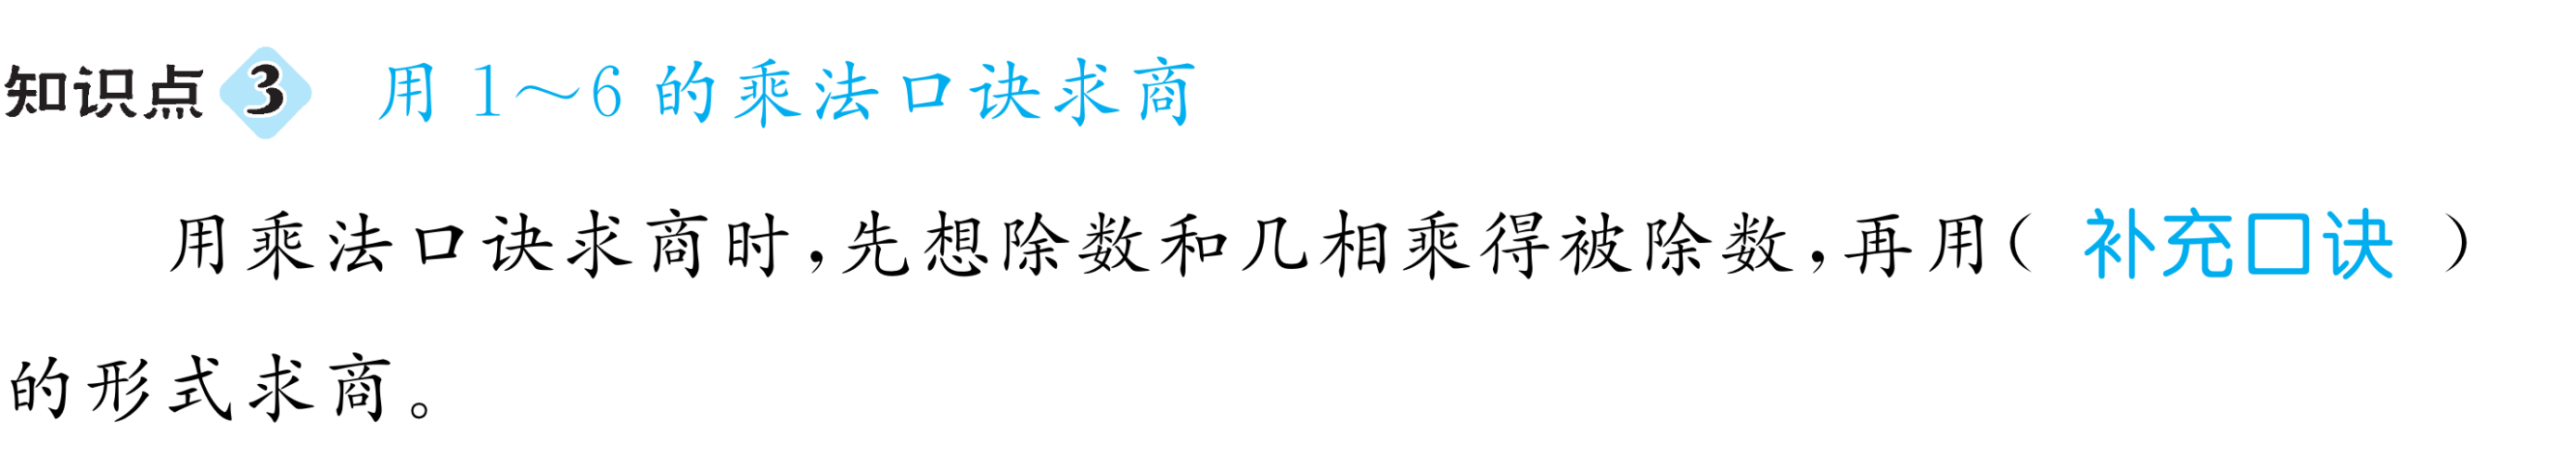 知识点 3 用 1～6 的乘法口诀求商
用乘法口诀求商时,先想除数和几相乘得被除数,再用( 补充口诀 )
的形式求商。